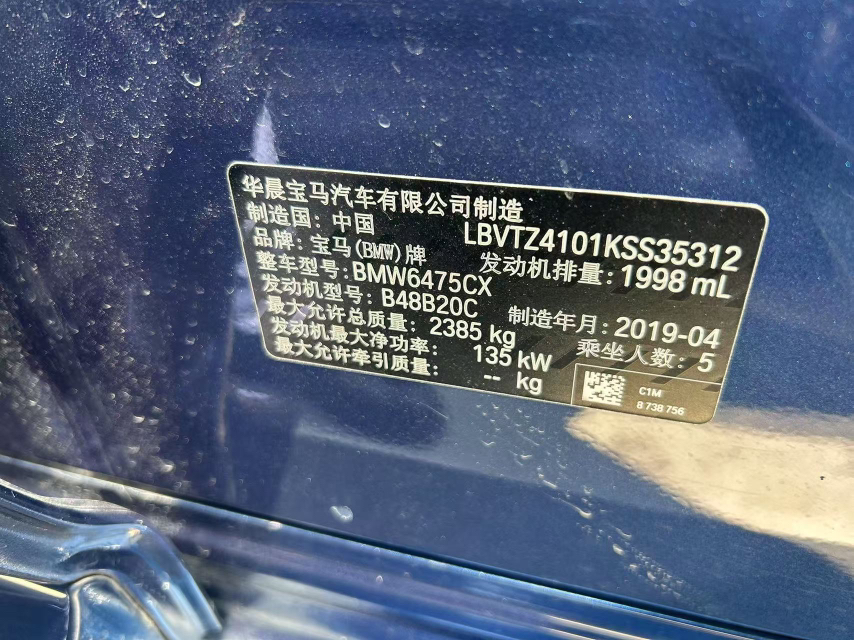 华晨宝马汽车有限公司制造
制造国: 中国 LBVTZ4101KSS35312
品牌: 宝马(BMW)牌 发动机排量: 1998 mL
整车型号: BMW6475CX
发动机型号: B48B20C 制造年月: 2019-04
最大允许总质量: 2385 kg 乘坐人数: 5
发动机最大净功率: 135 kW
最大允许牵引质量: -- kg
C1M
8 738 756